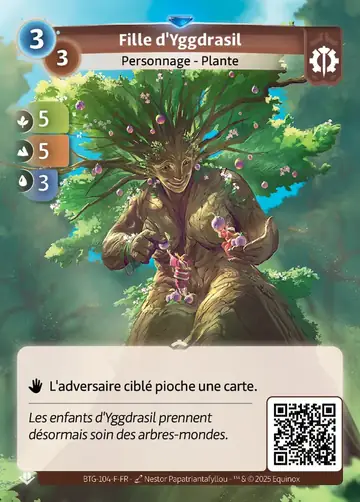 3
3
Fille d'Yggdrasil
Personnage - Plante
5
5
3
L'adversaire ciblé pioche une carte.
Les enfants d'Yggdrasil prennent
désormais soin des arbres-mondes.
BTG-104-F-FR - Nestor Papatriantafyllou - ™ & © 2025 Equinox